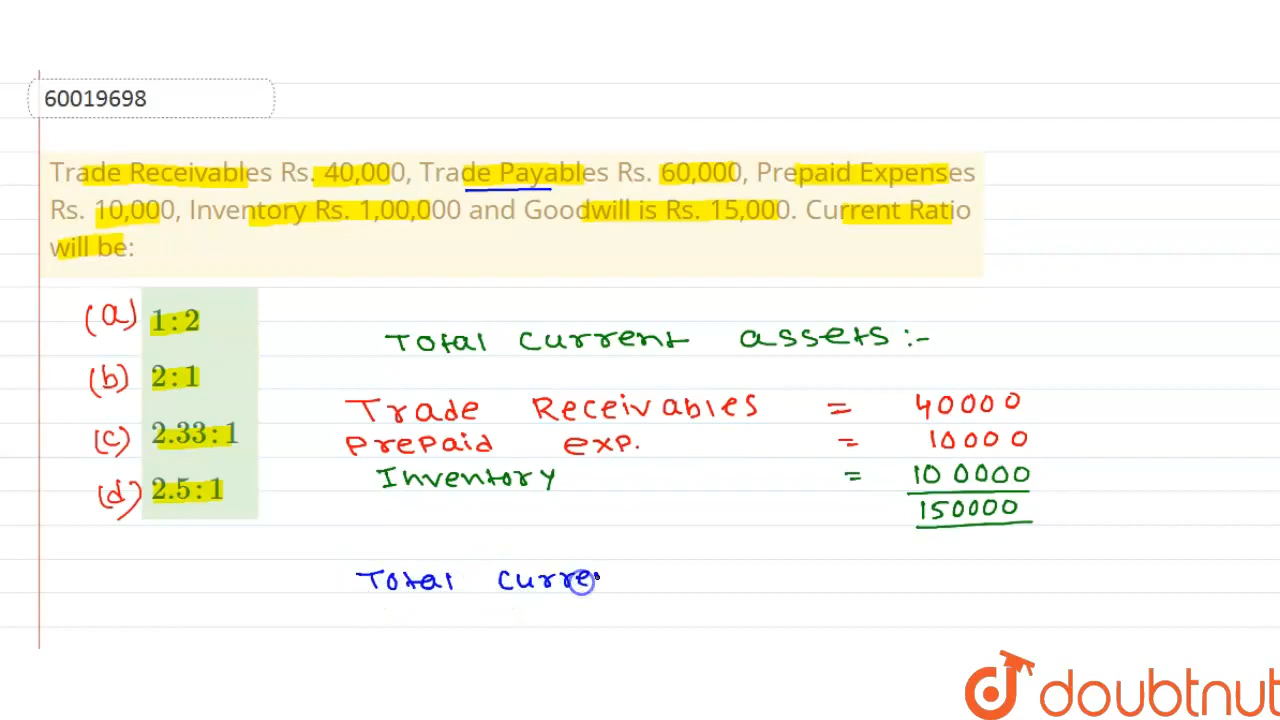 60019698
Trade Receivables Rs. 40,000, Trade Payables Rs. 60,000, Prepaid Expenses
Rs. 10,000, Inventory Rs. 1,00,000 and Goodwill is Rs. 15,000. Current Ratio
will be:
(a) 1:2
(b) 2:1
(c) 2.33:1
(d) 2.5:1
Total Current assets:-
Trade Receivables = 40000
Prepaid exp. = 10000
Inventory = 100000
150000
Total Curre
doubtnut